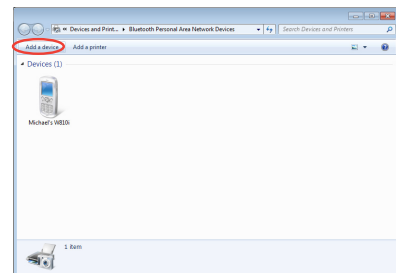 « Devices and Print... ▸ Bluetooth Personal Area Network Devices
Search Devices and Printers
Add a device Add a printer
Devices (1)
Michael's W810i
1 item